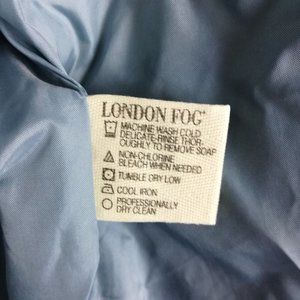 LONDON FOG®
MACHINE WASH COLD
DELICATE-RINSE THOR-
OUGHLY TO REMOVE SOAP
NON-CHLORINE
BLEACH WHEN NEEDED
TUMBLE DRY LOW
COOL IRON
PROFESSIONALLY
DRY CLEAN